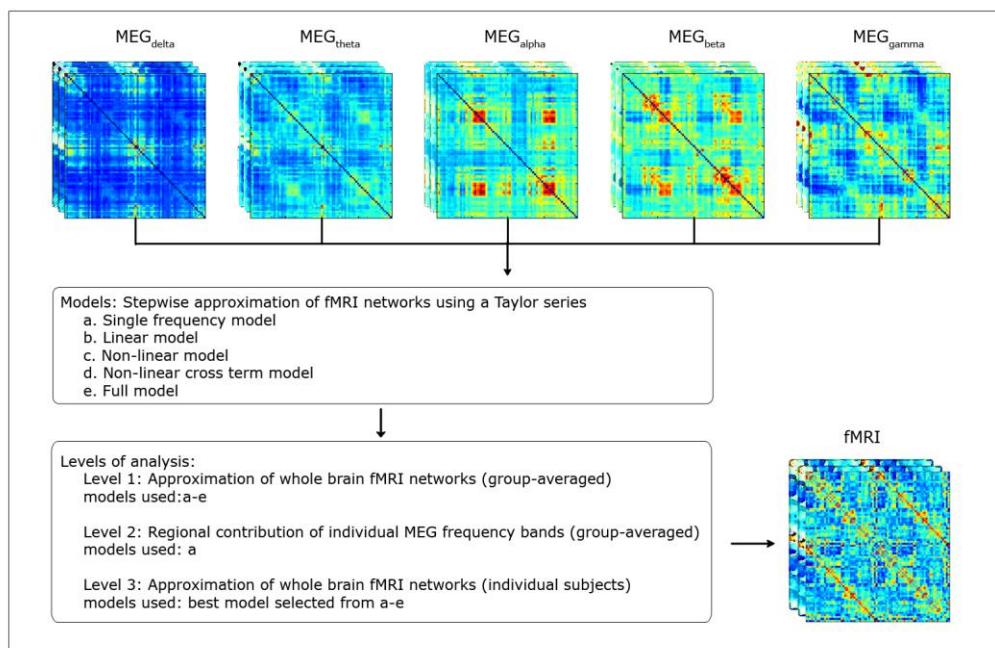 MEGdelta
MEGtheta
MEGalpha
MEGbeta
MEGgamma
Models: Stepwise approximation of fMRI networks using a Taylor series
a. Single frequency model
b. Linear model
c. Non-linear model
d. Non-linear cross term model
e. Full model
Levels of analysis:
Level 1: Approximation of whole brain fMRI networks (group-averaged)
models used:a-e
Level 2: Regional contribution of individual MEG frequency bands (group-averaged)
models used: a
Level 3: Approximation of whole brain fMRI networks (individual subjects)
models used: best model selected from a-e
fMRI